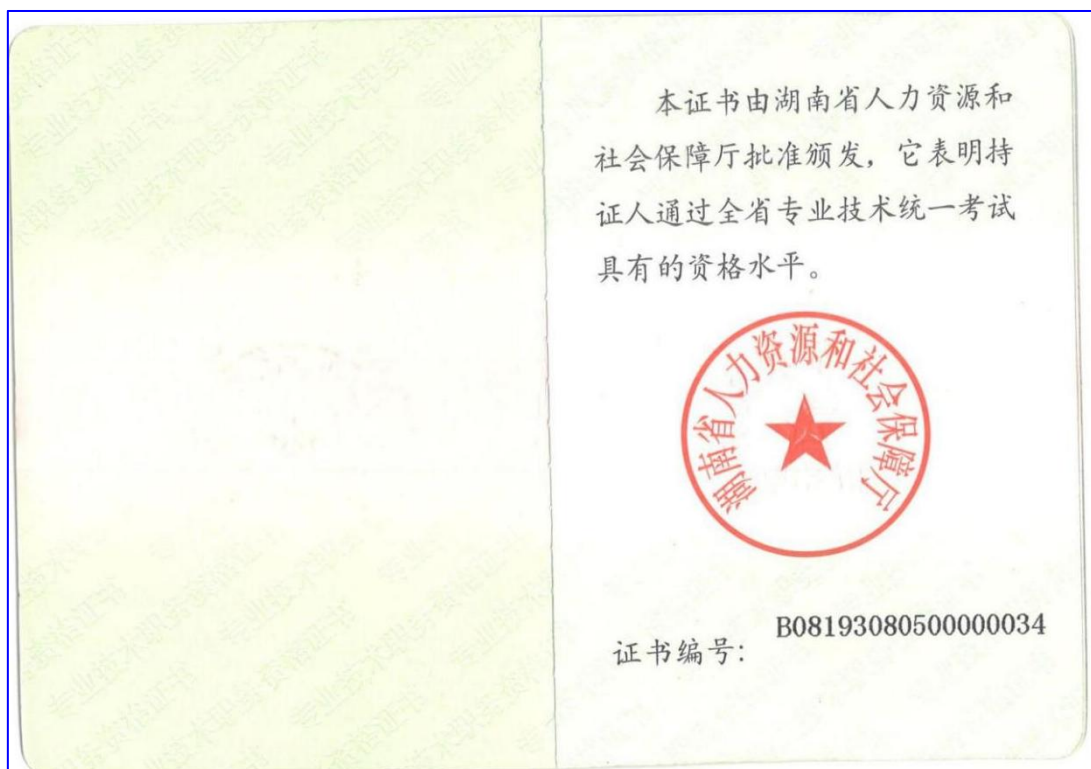 本证书由湖南省人力资源和
社会保障厅批准颁发，它表明持
证人通过全省专业技术统一考试
具有的资格水平。
湖南省人力资源和社会保障厅
B08193080500000034
证书编号：